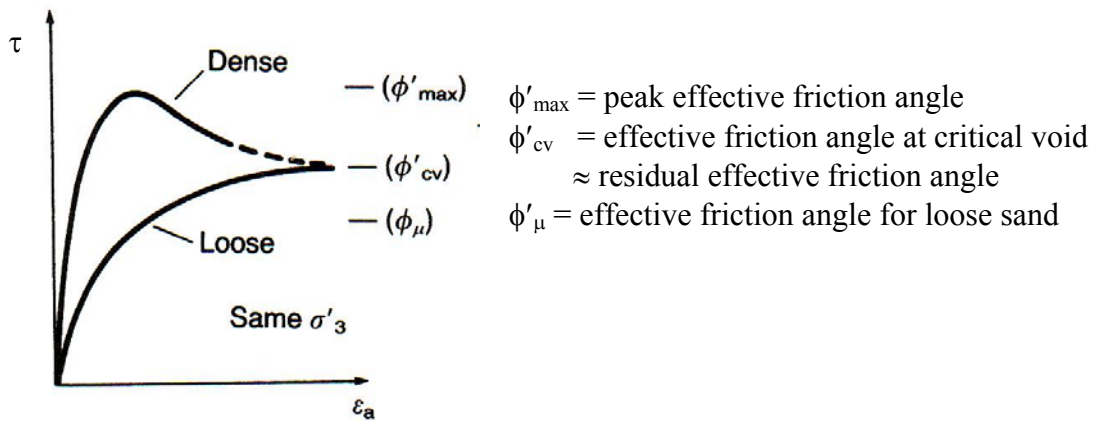 τ
Dense
(ϕ′max)
(ϕ′cv)
(ϕμ)
Loose
Same σ′3
εa
ϕ′max = peak effective friction angle
ϕ′cv = effective friction angle at critical void
≈ residual effective friction angle
ϕ′μ = effective friction angle for loose sand